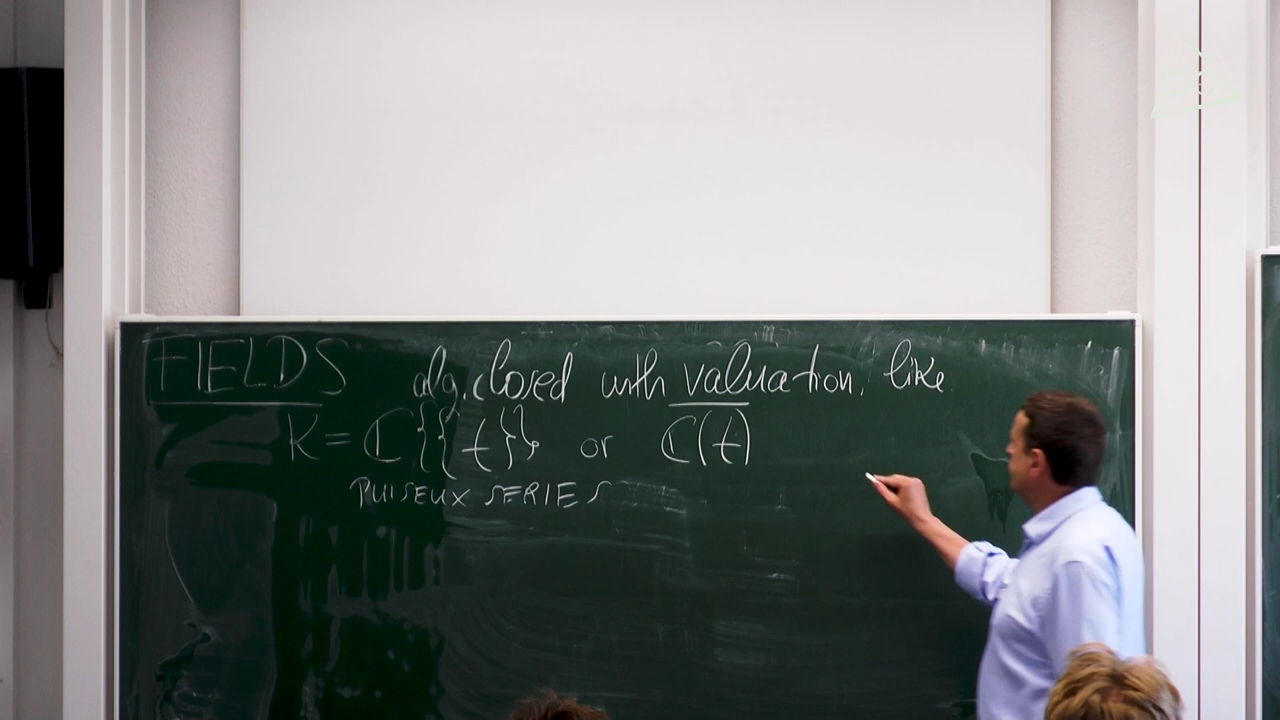 FIELDS alg. closed with valuation, like
K = ℂ{{t}} or ℂ(t)
PUISEUX SERIES